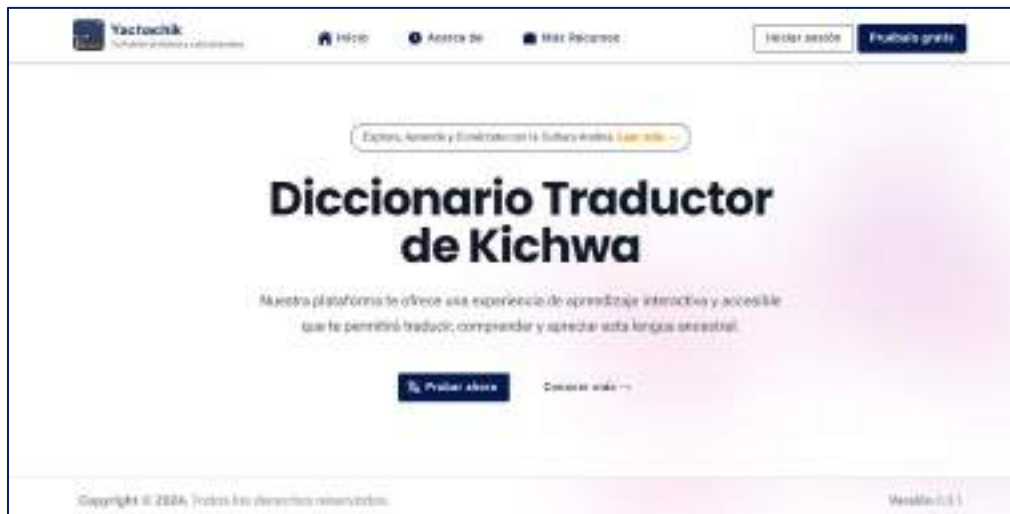 Yachachik
Inicio
Acerca de
Más Recursos
Iniciar sesión
Pruébalo gratis
Explora, Aprende y Conéctate con la Cultura Andina. Leer más →
Diccionario Traductor
de Kichwa
Nuestra plataforma te ofrece una experiencia de aprendizaje interactiva y accesible
que te permitirá traducir, comprender y apreciar esta lengua ancestral.
Probar ahora
Conocer más →
Copyright © 2024. Todos los derechos reservados.
Versión